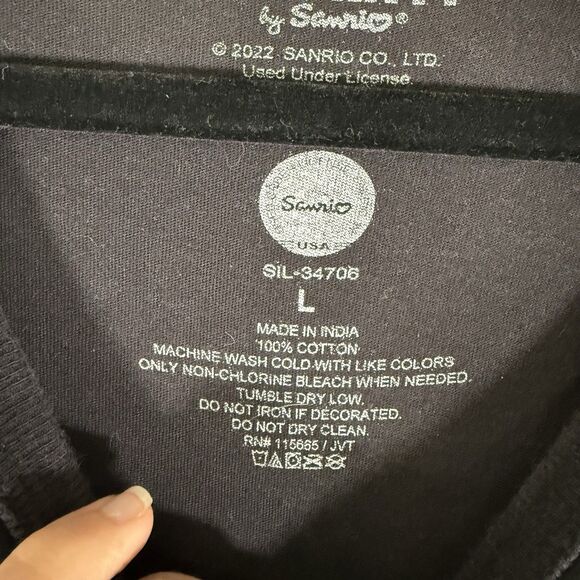 by Sanrio®
© 2022 SANRIO CO., LTD.
Used Under License.
Sanrio
USA
SIL-34706
L
MADE IN INDIA
100% COTTON
MACHINE WASH COLD WITH LIKE COLORS
ONLY NON-CHLORINE BLEACH WHEN NEEDED.
TUMBLE DRY LOW.
DO NOT IRON IF DECORATED.
DO NOT DRY CLEAN.
RN# 115665 / JVT